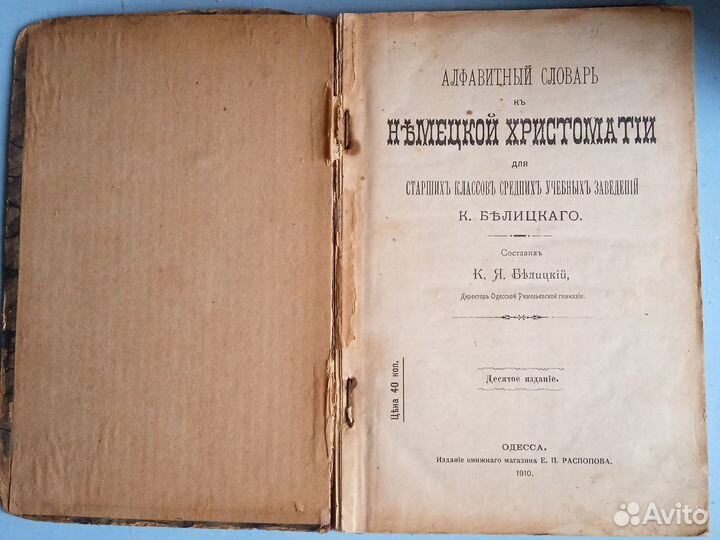 АЛФАВИТНЫЙ СЛОВАРЬ
КЪ
НѢМЕЦКОЙ ХРИСТОМАТІИ
для
СТАРШИХЪ КЛАССОВЪ СРЕДНИХЪ УЧЕБНЫХЪ ЗАВЕДЕНІЙ
К. БѢЛИЦКАГО.
Составилъ
К. Я. Бѣлицкій,
Директоръ Одесской Ришельевской гимназіи.
Цѣна 40 коп.
Десятое изданіе.
ОДЕССА.
Изданіе книжнаго магазина Е. П. РАСПОПОВА.
1910.
Avito